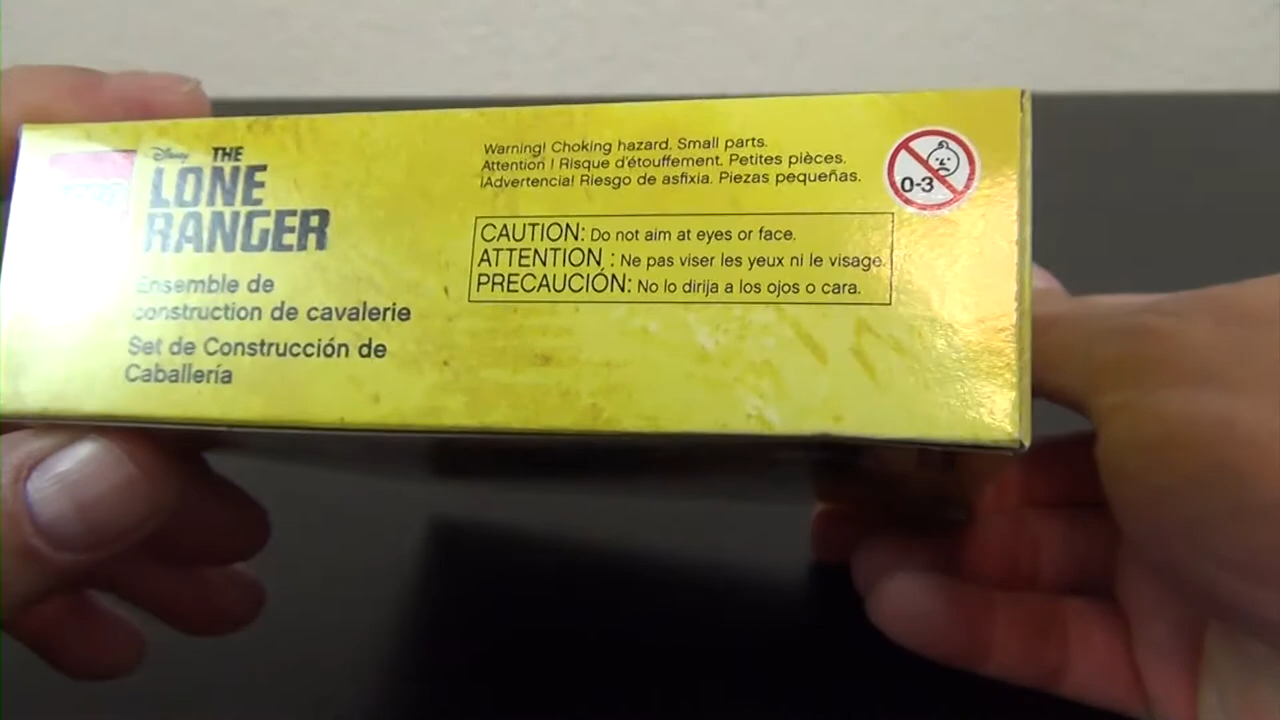 Disney THE
LONE
RANGER
Ensemble de
construction de cavalerie
Set de Construcción de
Caballería
Warning! Choking hazard. Small parts.
Attention ! Risque d'étouffement. Petites pièces.
¡Advertencia! Riesgo de asfixia. Piezas pequeñas.
0-3
CAUTION: Do not aim at eyes or face.
ATTENTION : Ne pas viser les yeux ni le visage.
PRECAUCIÓN: No lo dirija a los ojos o cara.